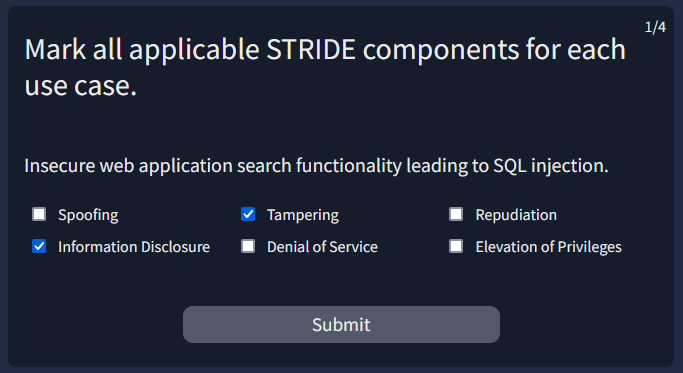 1/4
Mark all applicable STRIDE components for each
use case.
Insecure web application search functionality leading to SQL injection.
Spoofing Tampering Repudiation
Information Disclosure Denial of Service Elevation of Privileges
Submit